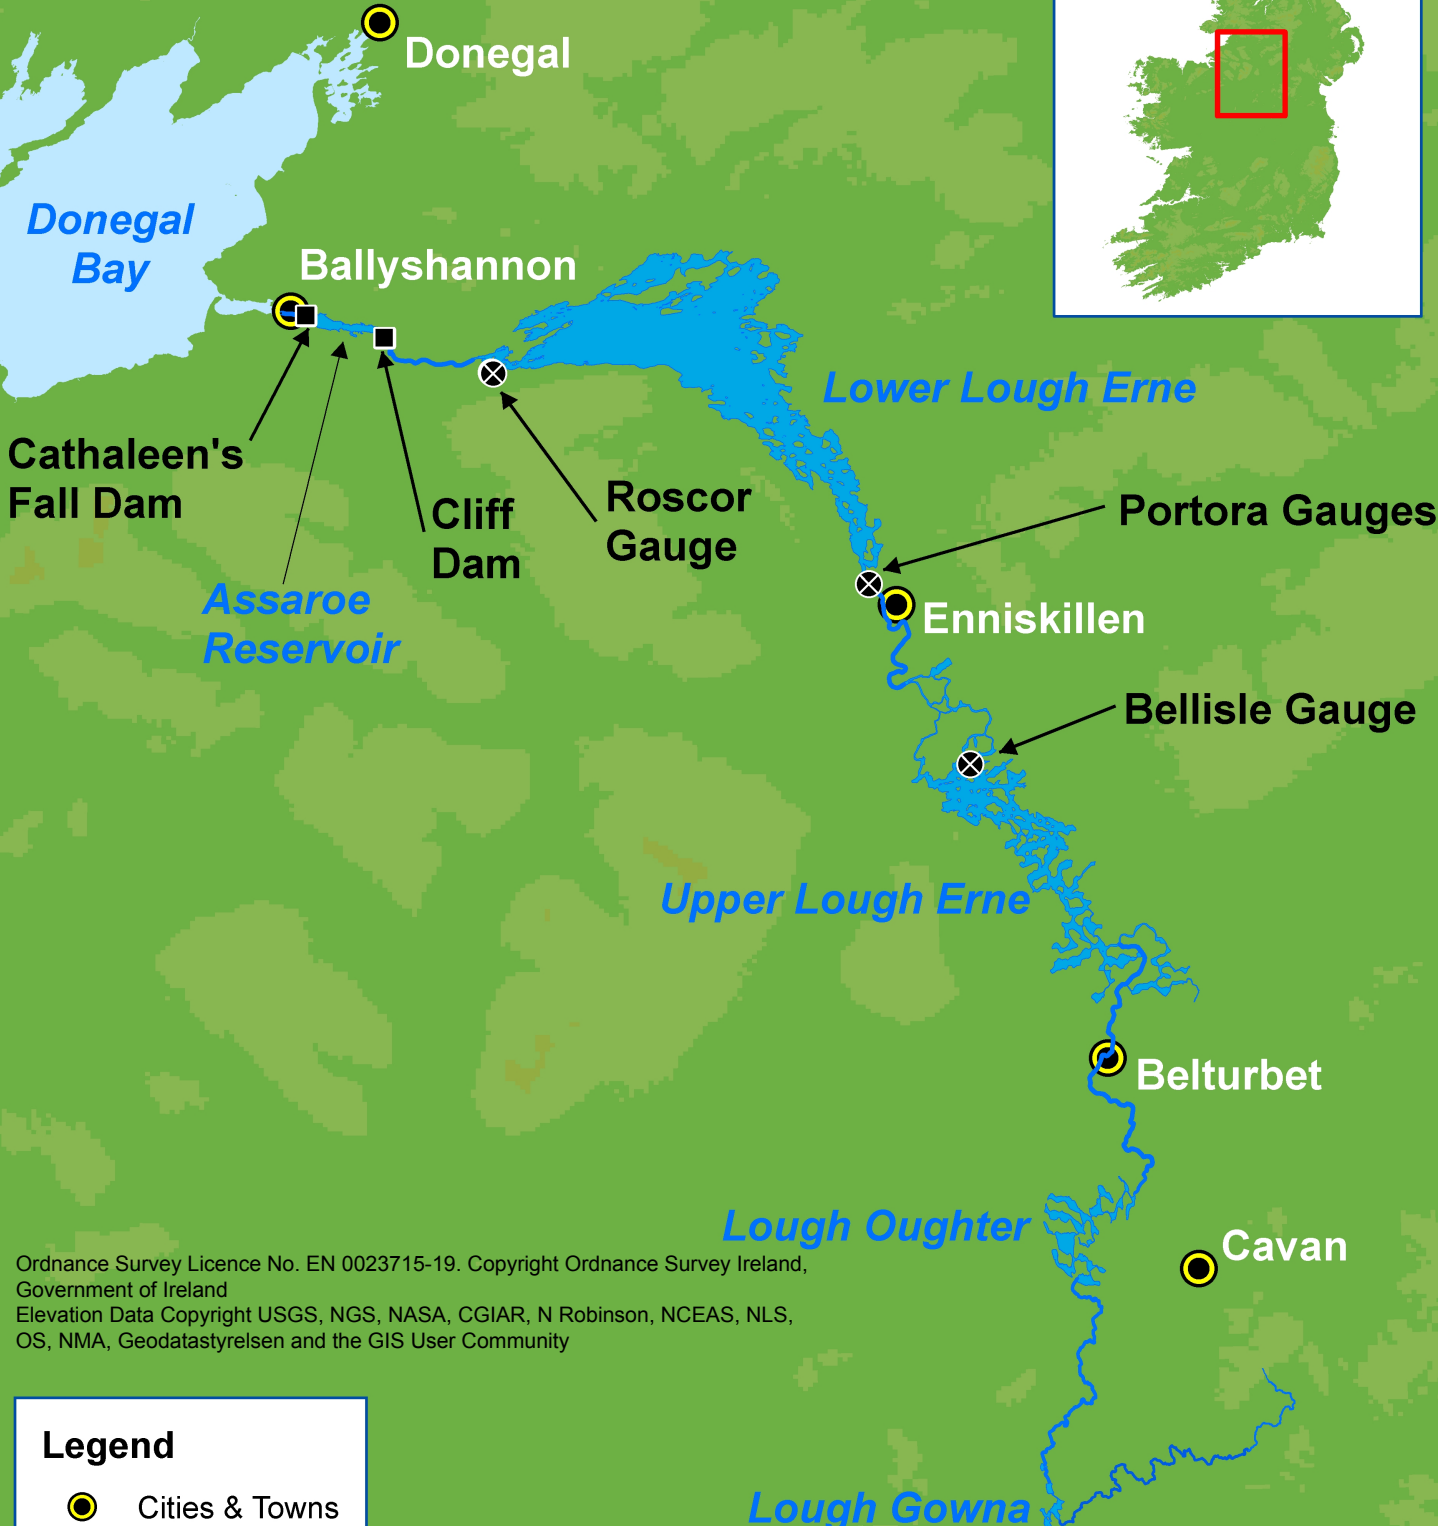 Donegal
Donegal
Bay
Ballyshannon
Lower Lough Erne
Cathaleen's
Fall Dam
Cliff
Dam
Roscor
Gauge
Portora Gauges
Assaroe
Reservoir
Enniskillen
Bellisle Gauge
Upper Lough Erne
Belturbet
Lough Oughter
Cavan
Ordnance Survey Licence No. EN 0023715-19. Copyright Ordnance Survey Ireland,
Government of Ireland
Elevation Data Copyright USGS, NGS, NASA, CGIAR, N Robinson, NCEAS, NLS,
OS, NMA, Geodatastyrelsen and the GIS User Community
Legend
Cities & Towns
Lough Gowna